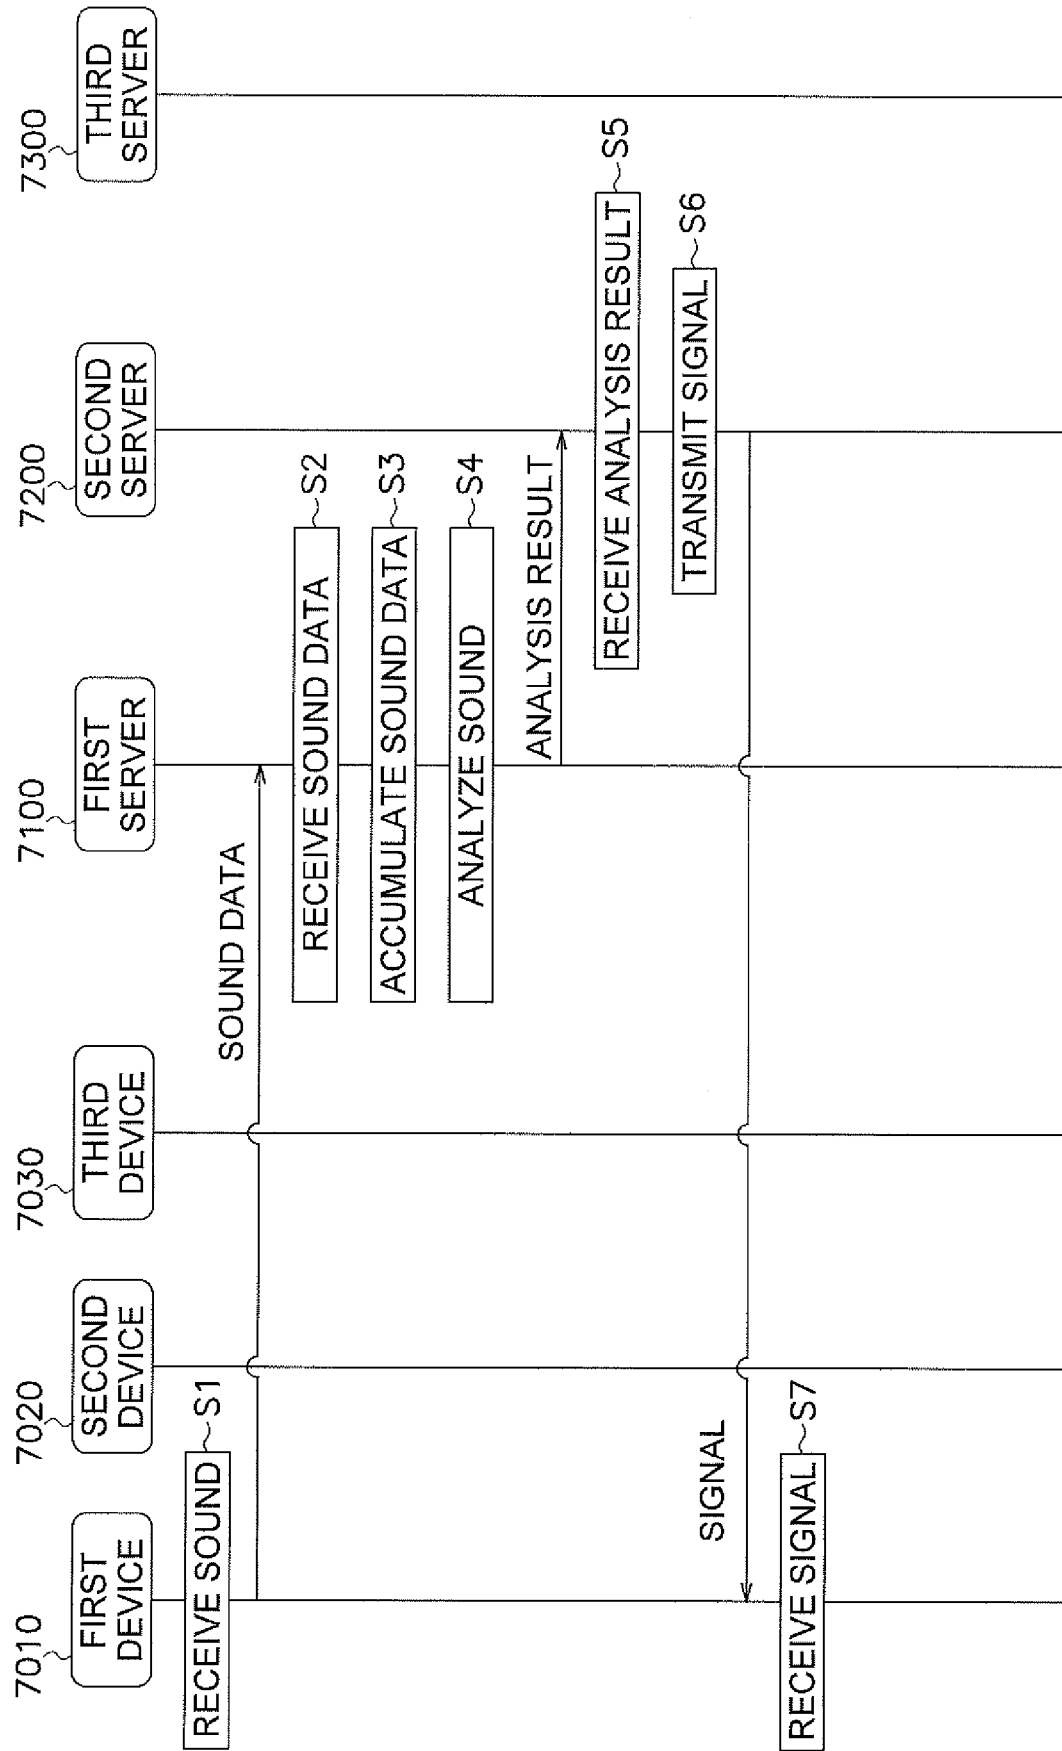 7010
FIRST
DEVICE
7020
SECOND
DEVICE
7030
THIRD
DEVICE
7100
FIRST
SERVER
7200
SECOND
SERVER
7300
THIRD
SERVER
RECEIVE SOUND
S1
SOUND DATA
RECEIVE SOUND DATA
S2
ACCUMULATE SOUND DATA
S3
ANALYZE SOUND
S4
ANALYSIS RESULT
RECEIVE ANALYSIS RESULT
S5
TRANSMIT SIGNAL
S6
SIGNAL
RECEIVE SIGNAL
S7